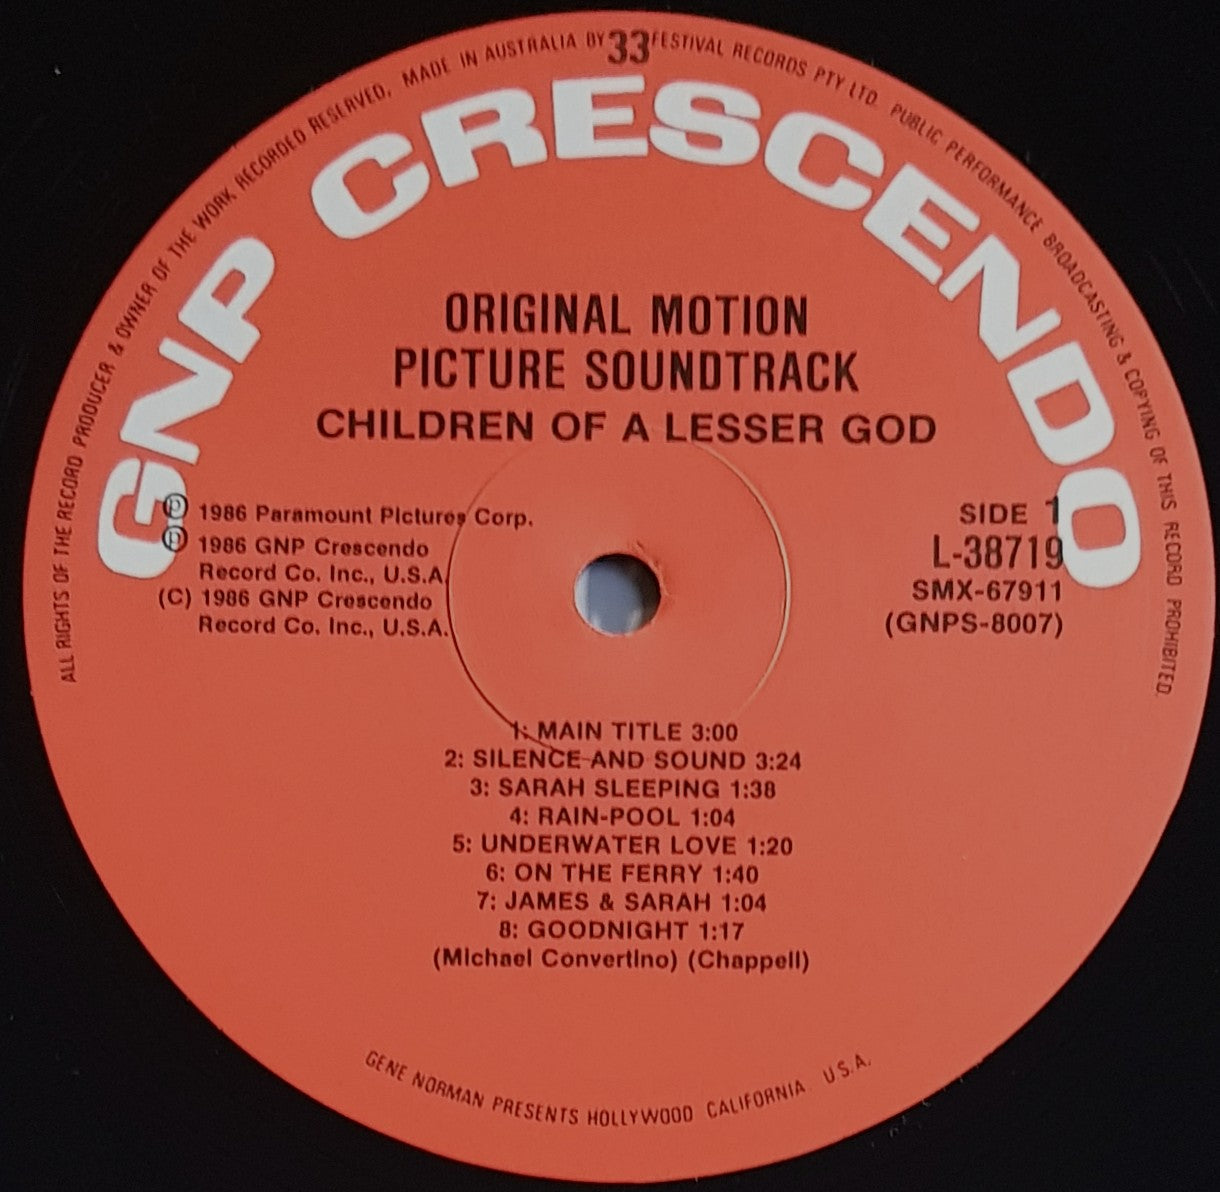 ALL RIGHTS OF THE RECORD PRODUCER & OWNER OF THE WORK RECORDED RESERVED, MADE IN AUSTRALIA BY 33 FESTIVAL RECORDS PTY LTD. PUBLIC PERFORMANCE BROADCASTING & COPYING OF THIS RECORD PROHIBITED.
GNP CRESCENDO
ORIGINAL MOTION
PICTURE SOUNDTRACK
CHILDREN OF A LESSER GOD
Ⓟ 1986 Paramount Pictures Corp.
Ⓟ 1986 GNP Crescendo
Record Co. Inc., U.S.A
(C) 1986 GNP Crescendo
Record Co. Inc., U.S.A.
SIDE 1
L-38719
SMX-67911
(GNPS-8007)
1: MAIN TITLE 3:00
2: SILENCE AND SOUND 3:24
3: SARAH SLEEPING 1:38
4: RAIN-POOL 1:04
5: UNDERWATER LOVE 1:20
6: ON THE FERRY 1:40
7: JAMES & SARAH 1:04
8: GOODNIGHT 1:17
(Michael Convertino) (Chappell)
GENE NORMAN PRESENTS HOLLYWOOD CALIFORNIA U.S.A.